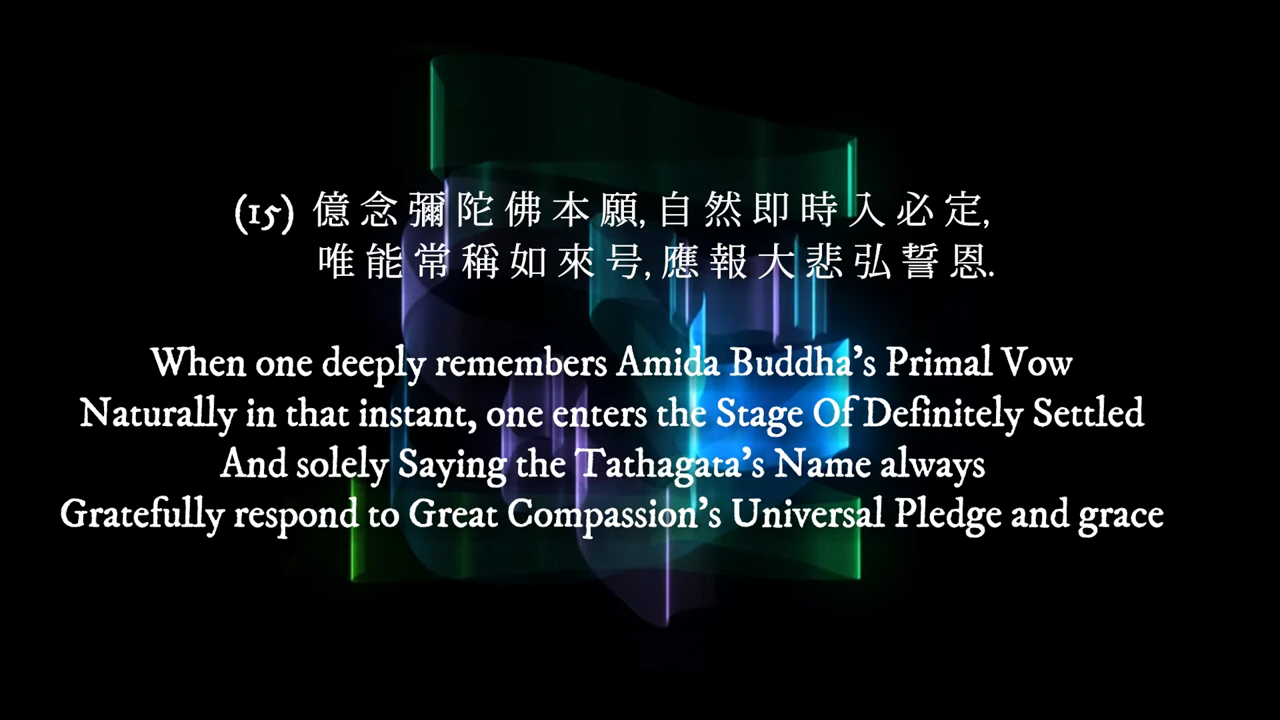 (15) 億念彌陀佛本願, 自然即時入必定,
唯能常稱如來号, 應報大悲弘誓恩.
When one deeply remembers Amida Buddha's Primal Vow
Naturally in that instant, one enters the Stage Of Definitely Settled
And solely Saying the Tathagata's Name always
Gratefully respond to Great Compassion's Universal Pledge and grace